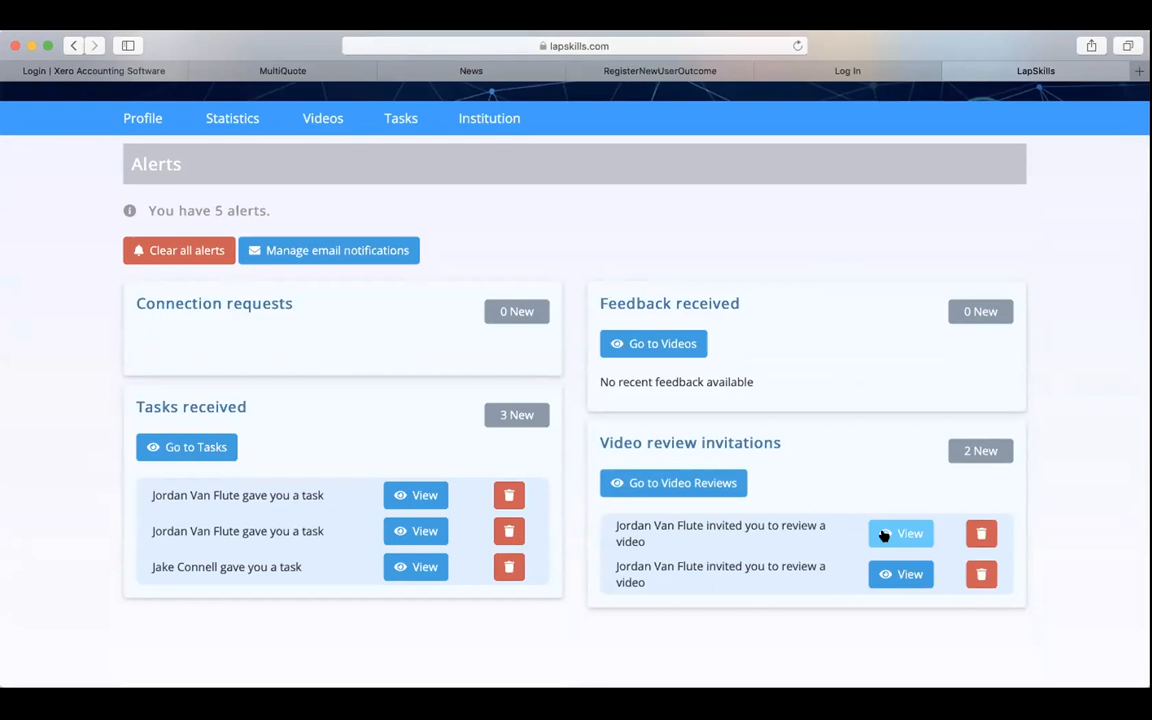 lapskills.com
Login | Xero Accounting Software
MultiQuote
News
RegisterNewUserOutcome
Log In
LapSkills
Profile
Statistics
Videos
Tasks
Institution
Alerts
You have 5 alerts.
Clear all alerts
Manage email notifications
Connection requests
0 New
Tasks received
3 New
Go to Tasks
Jordan Van Flute gave you a task
View
Jordan Van Flute gave you a task
View
Jake Connell gave you a task
View
Feedback received
0 New
Go to Videos
No recent feedback available
Video review invitations
2 New
Go to Video Reviews
Jordan Van Flute invited you to review a
video
View
Jordan Van Flute invited you to review a
video
View